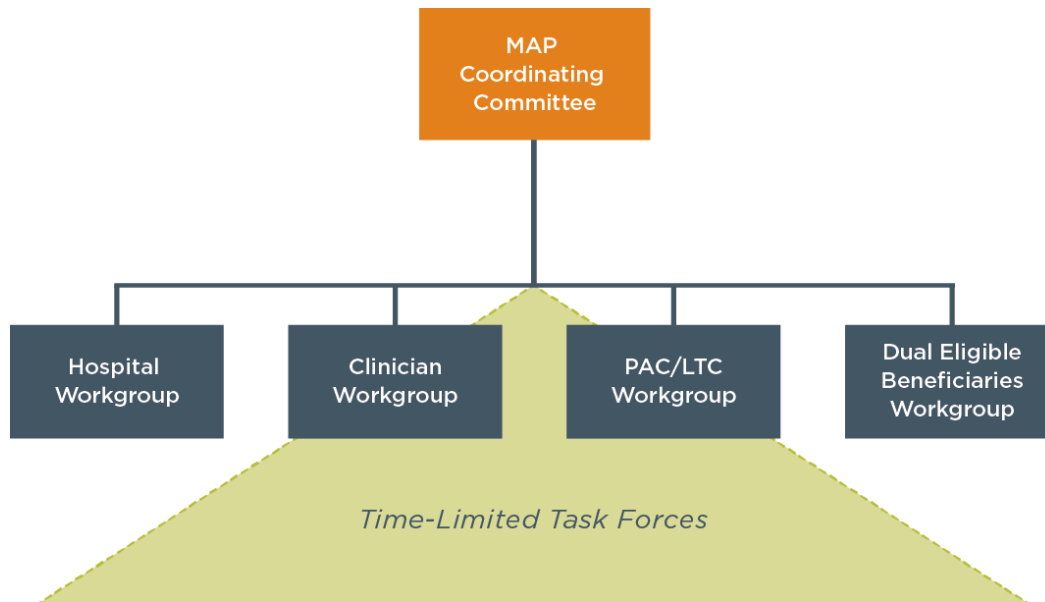 MAP
Coordinating
Committee
Hospital
Workgroup
Clinician
Workgroup
PAC/LTC
Workgroup
Dual Eligible
Beneficiaries
Workgroup
Time-Limited Task Forces